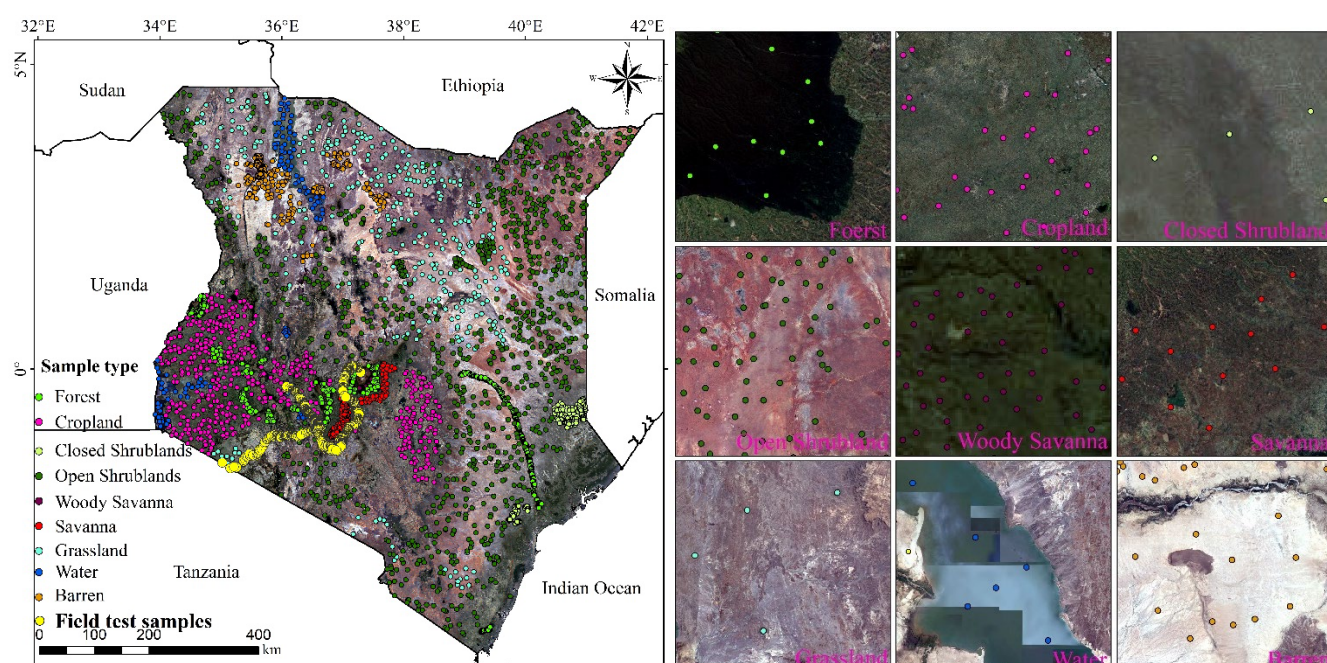 32°E 34°E 36°E 38°E 40°E 42°E
5°N
0°
N
W E
S
Sudan
Ethiopia
Uganda
Somalia
Tanzania
Indian Ocean
Sample type
Forest
Cropland
Closed Shrublands
Open Shrublands
Woody Savanna
Savanna
Grassland
Water
Barren
Field test samples
0 100 200 400
km
Foerst
Cropland
Closed Shrubland
Open Shrubland
Woody Savanna
Savanna
Grassland
Water
Barren